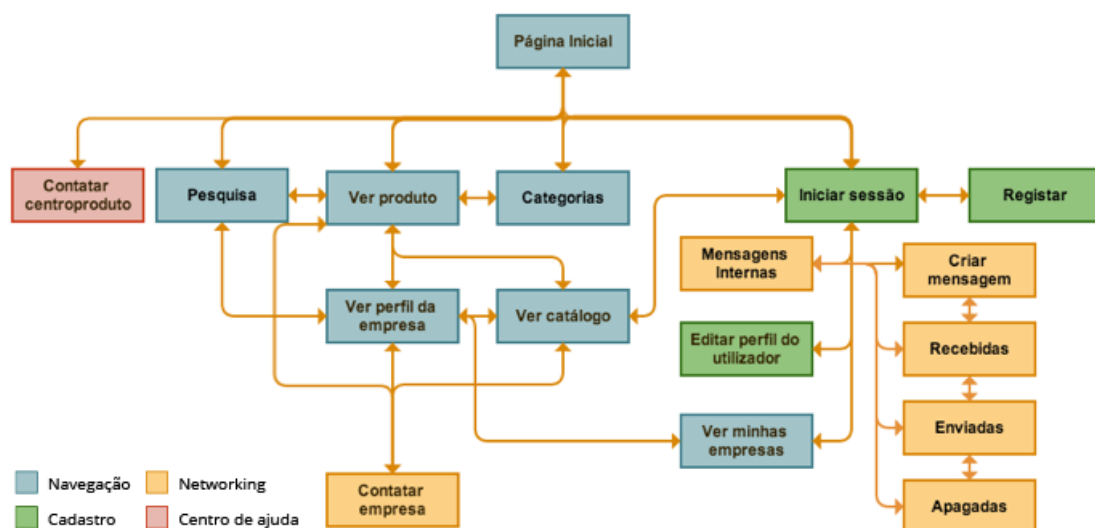 Página Inicial
Contatar
centroproduto
Pesquisa
Ver produto
Categorias
Iniciar sessão
Registar
Mensagens
Internas
Criar
mensagem
Ver perfil da
empresa
Ver catálogo
Editar perfil do
utilizador
Recebidas
Ver minhas
empresas
Enviadas
Navegação
Networking
Contatar
empresa
Apagadas
Cadastro
Centro de ajuda